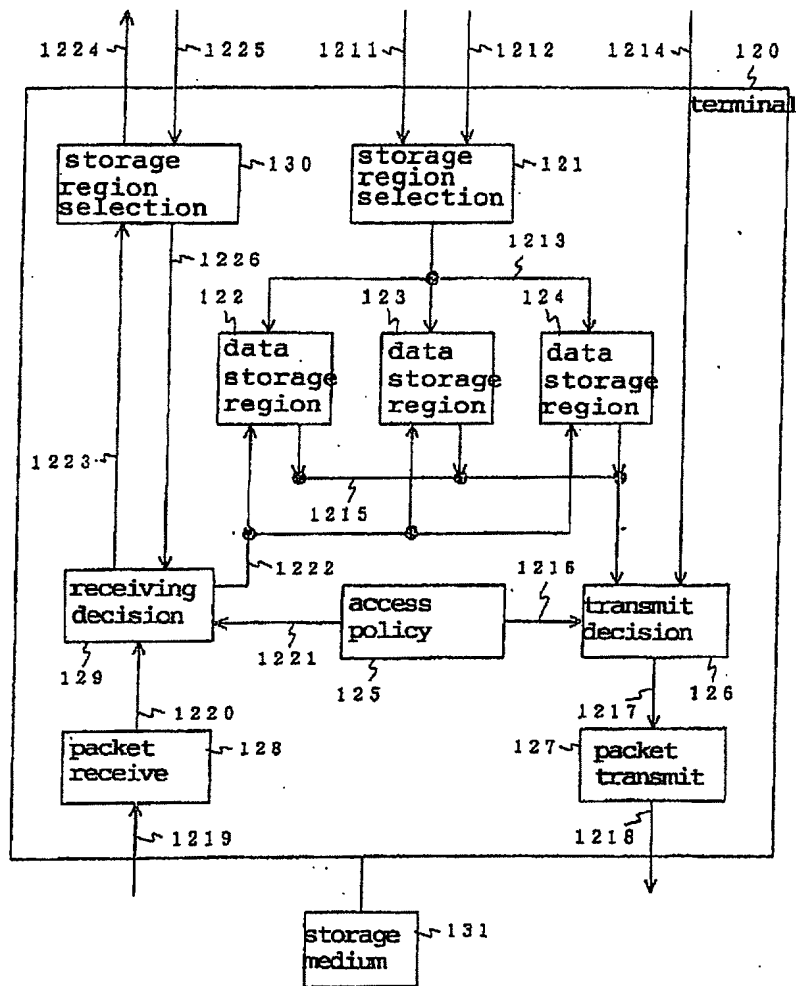 1224
1225
1211
1212
1214
120
terminal
storage
region
selection
130
storage
region
selection
121
1226
1213
122
123
124
data
storage
region
data
storage
region
data
storage
region
1223
1215
1222
1216
receiving
decision
access
policy
transmit
decision
129
1221
125
126
1220
1217
packet
receive
128
127
packet
transmit
1219
1218
storage
medium
131